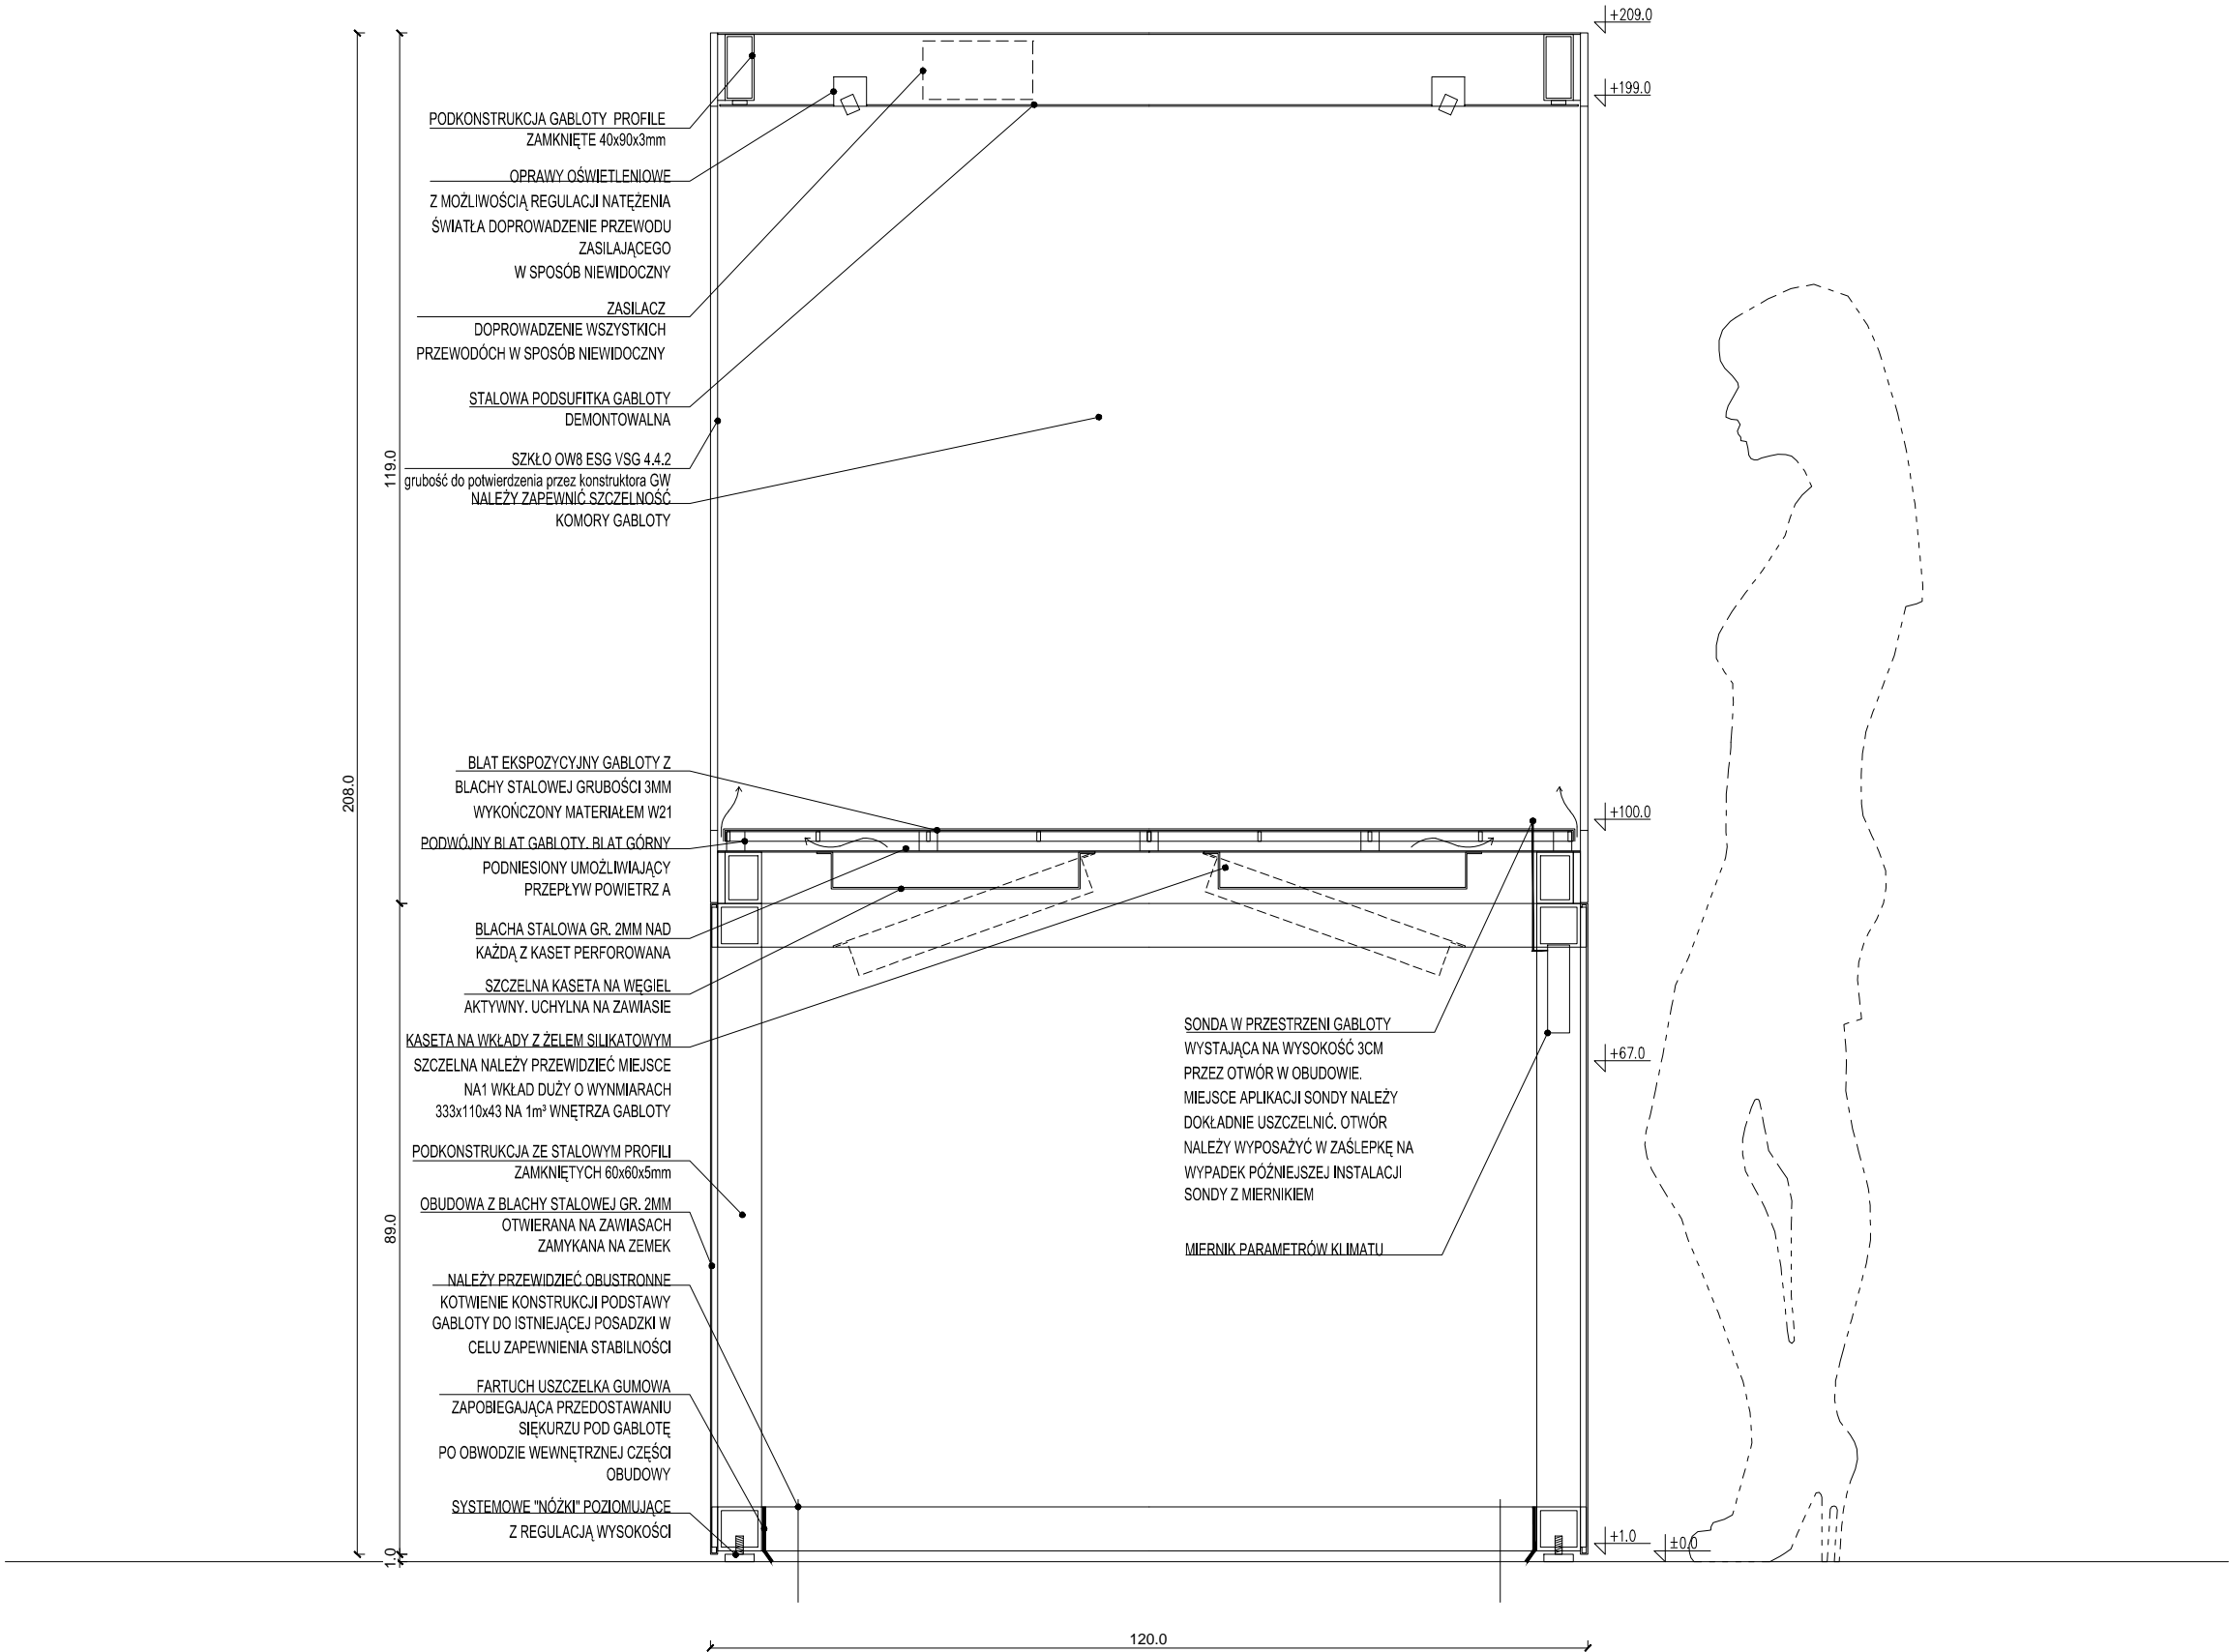 +209.0
+199.0
PODKONSTRUKCJA GABLOTY PROFILE
ZAMKNIĘTE 40x90x3mm
OPRAWY OŚWIETLENIOWE
Z MOŻLIWOŚCIĄ REGULACJI NATĘŻENIA
ŚWIATŁA DOPROWADZENIE PRZEWODU
ZASILAJĄCEGO
W SPOSÓB NIEWIDOCZNY
ZASILACZ
DOPROWADZENIE WSZYSTKICH
PRZEWODÓCH W SPOSÓB NIEWIDOCZNY
STALOWA PODSUFITKA GABLOTY
DEMONTOWALNA
SZKŁO OW8 ESG VSG 4.4.2
grubość do potwierdzenia przez konstruktora GW
NALEŻY ZAPEWNIĆ SZCZELNOŚĆ
KOMORY GABLOTY
119.0
208.0
BLAT EKSPOZYCYJNY GABLOTY Z
BLACHY STALOWEJ GRUBOŚCI 3MM
WYKOŃCZONY MATERIAŁEM W21
+100.0
PODWÓJNY BLAT GABLOTY. BLAT GÓRNY
PODNIESIONY UMOŻLIWIAJĄCY
PRZEPŁYW POWIETRZ A
BLACHA STALOWA GR. 2MM NAD
KAŻDĄ Z KASET PERFOROWANA
SZCZELNA KASETA NA WĘGIEL
AKTYWNY. UCHYLNA NA ZAWIASIE
KASETA NA WKŁADY Z ŻELEM SILIKATOWYM
SZCZELNA NALEŻY PRZEWIDZIEĆ MIEJSCE
NA1 WKŁAD DUŻY O WYNMIARACH
333x110x43 NA 1m³ WNĘTRZA GABLOTY
SONDA W PRZESTRZENI GABLOTY
WYSTAJĄCA NA WYSOKOŚĆ 3CM
PRZEZ OTWÓR W OBUDOWIE.
MIEJSCE APLIKACJI SONDY NALEŻY
DOKŁADNIE USZCZELNIĆ. OTWÓR
NALEŻY WYPOSAŻYĆ W ZAŚLEPKĘ NA
WYPADEK PÓŹNIEJSZEJ INSTALACJI
SONDY Z MIERNIKIEM
+67.0
MIERNIK PARAMETRÓW KLIMATU
PODKONSTRUKCJA ZE STALOWYM PROFILI
ZAMKNIĘTYCH 60x60x5mm
OBUDOWA Z BLACHY STALOWEJ GR. 2MM
OTWIERANA NA ZAWIASACH
ZAMYKANA NA ZEMEK
89.0
NALEŻY PRZEWIDZIEĆ OBUSTRONNE
KOTWIENIE KONSTRUKCJI PODSTAWY
GABLOTY DO ISTNIEJĄCEJ POSADZKI W
CELU ZAPEWNIENIA STABILNOŚCI
FARTUCH USZCZELKA GUMOWA
ZAPOBIEGAJĄCA PRZEDOSTAWANIU
SIĘKURZU POD GABLOTĘ
PO OBWODZIE WEWNĘTRZNEJ CZĘŚCI
OBUDOWY
SYSTEMOWE "NÓŻKI" POZIOMUJĄCE
Z REGULACJĄ WYSOKOŚCI
1.0
+1.0
±0.0
120.0